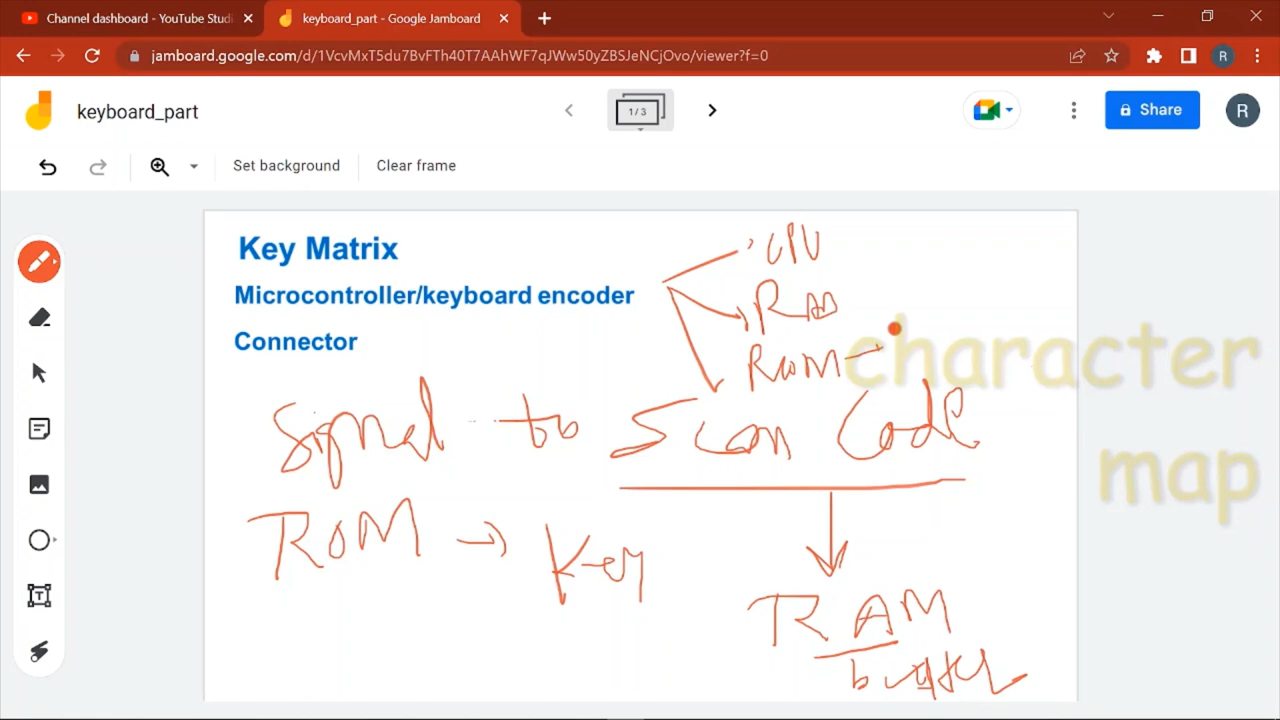 Channel dashboard - YouTube Studi
keyboard_part - Google Jamboard
jamboard.google.com/d/1VcvMxT5du7BvFTh40T7AAhWF7qJWw50yZBSJeNCjOvo/viewer?f=0
R
keyboard_part
1/3
Share
R
Set background
Clear frame
Key Matrix
CPU
Microcontroller/keyboard encoder
Connector
ROM
character
map
Signal to Scan Code
ROM → Key
RAM
buffer